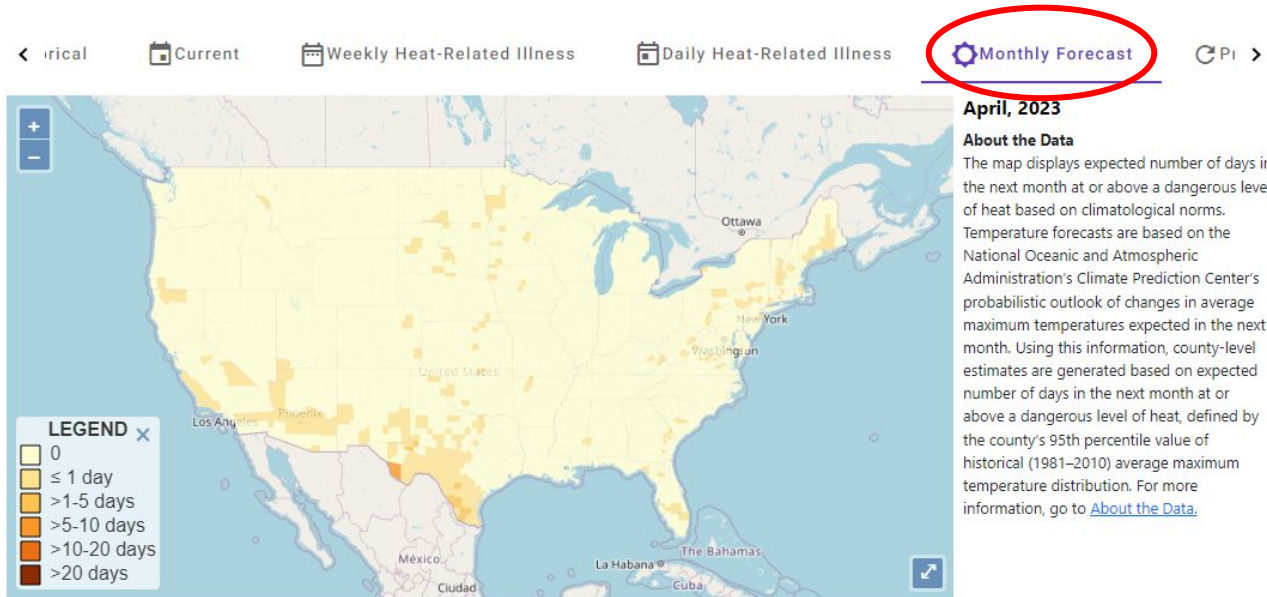 Current
Weekly Heat-Related Illness
Daily Heat-Related Illness
Monthly Forecast
April, 2023
About the Data
The map displays expected number of days in
the next month at or above a dangerous leve
of heat based on climatological norms.
Temperature forecasts are based on the
National Oceanic and Atmospheric
Administration's Climate Prediction Center's
probabilistic outlook of changes in average
maximum temperatures expected in the next
month. Using this information, county-level
estimates are generated based on expected
number of days in the next month at or
above a dangerous level of heat, defined by
the county's 95th percentile value of
historical (1981–2010) average maximum
temperature distribution. For more
information, go to About the Data.
+
−
Ottawa
New York
Washington
United States
Phoenix
Los Angeles
México
Ciudad
La Habana
The Bahamas
Cuba
LEGEND ×
0
≤ 1 day
>1-5 days
>5-10 days
>10-20 days
>20 days